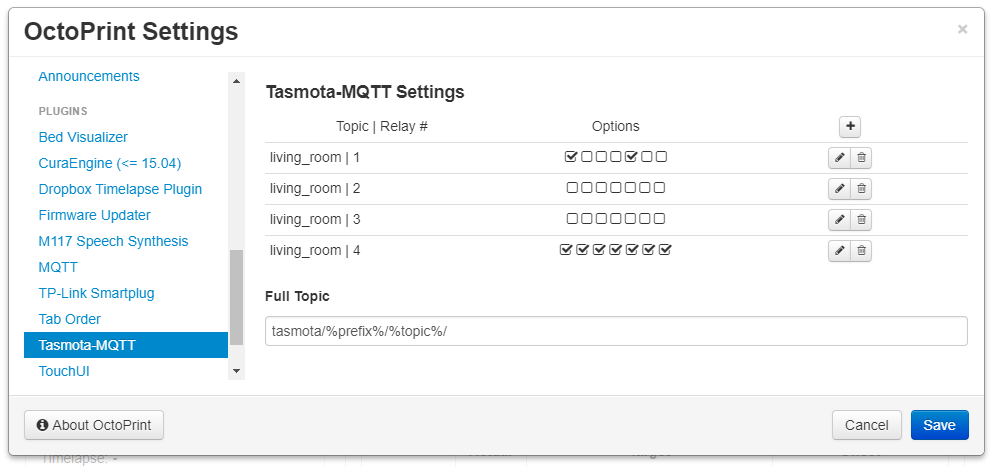 OctoPrint Settings
×
Announcements
PLUGINS
Bed Visualizer
CuraEngine (<= 15.04)
Dropbox Timelapse Plugin
Firmware Updater
M117 Speech Synthesis
MQTT
TP-Link Smartplug
Tab Order
Tasmota-MQTT
TouchUI
Tasmota-MQTT Settings
Topic | Relay # Options
living_room | 1
living_room | 2
living_room | 3
living_room | 4
Full Topic
tasmota/%prefix%/%topic%/
About OctoPrint
Cancel Save
Timelapse: -